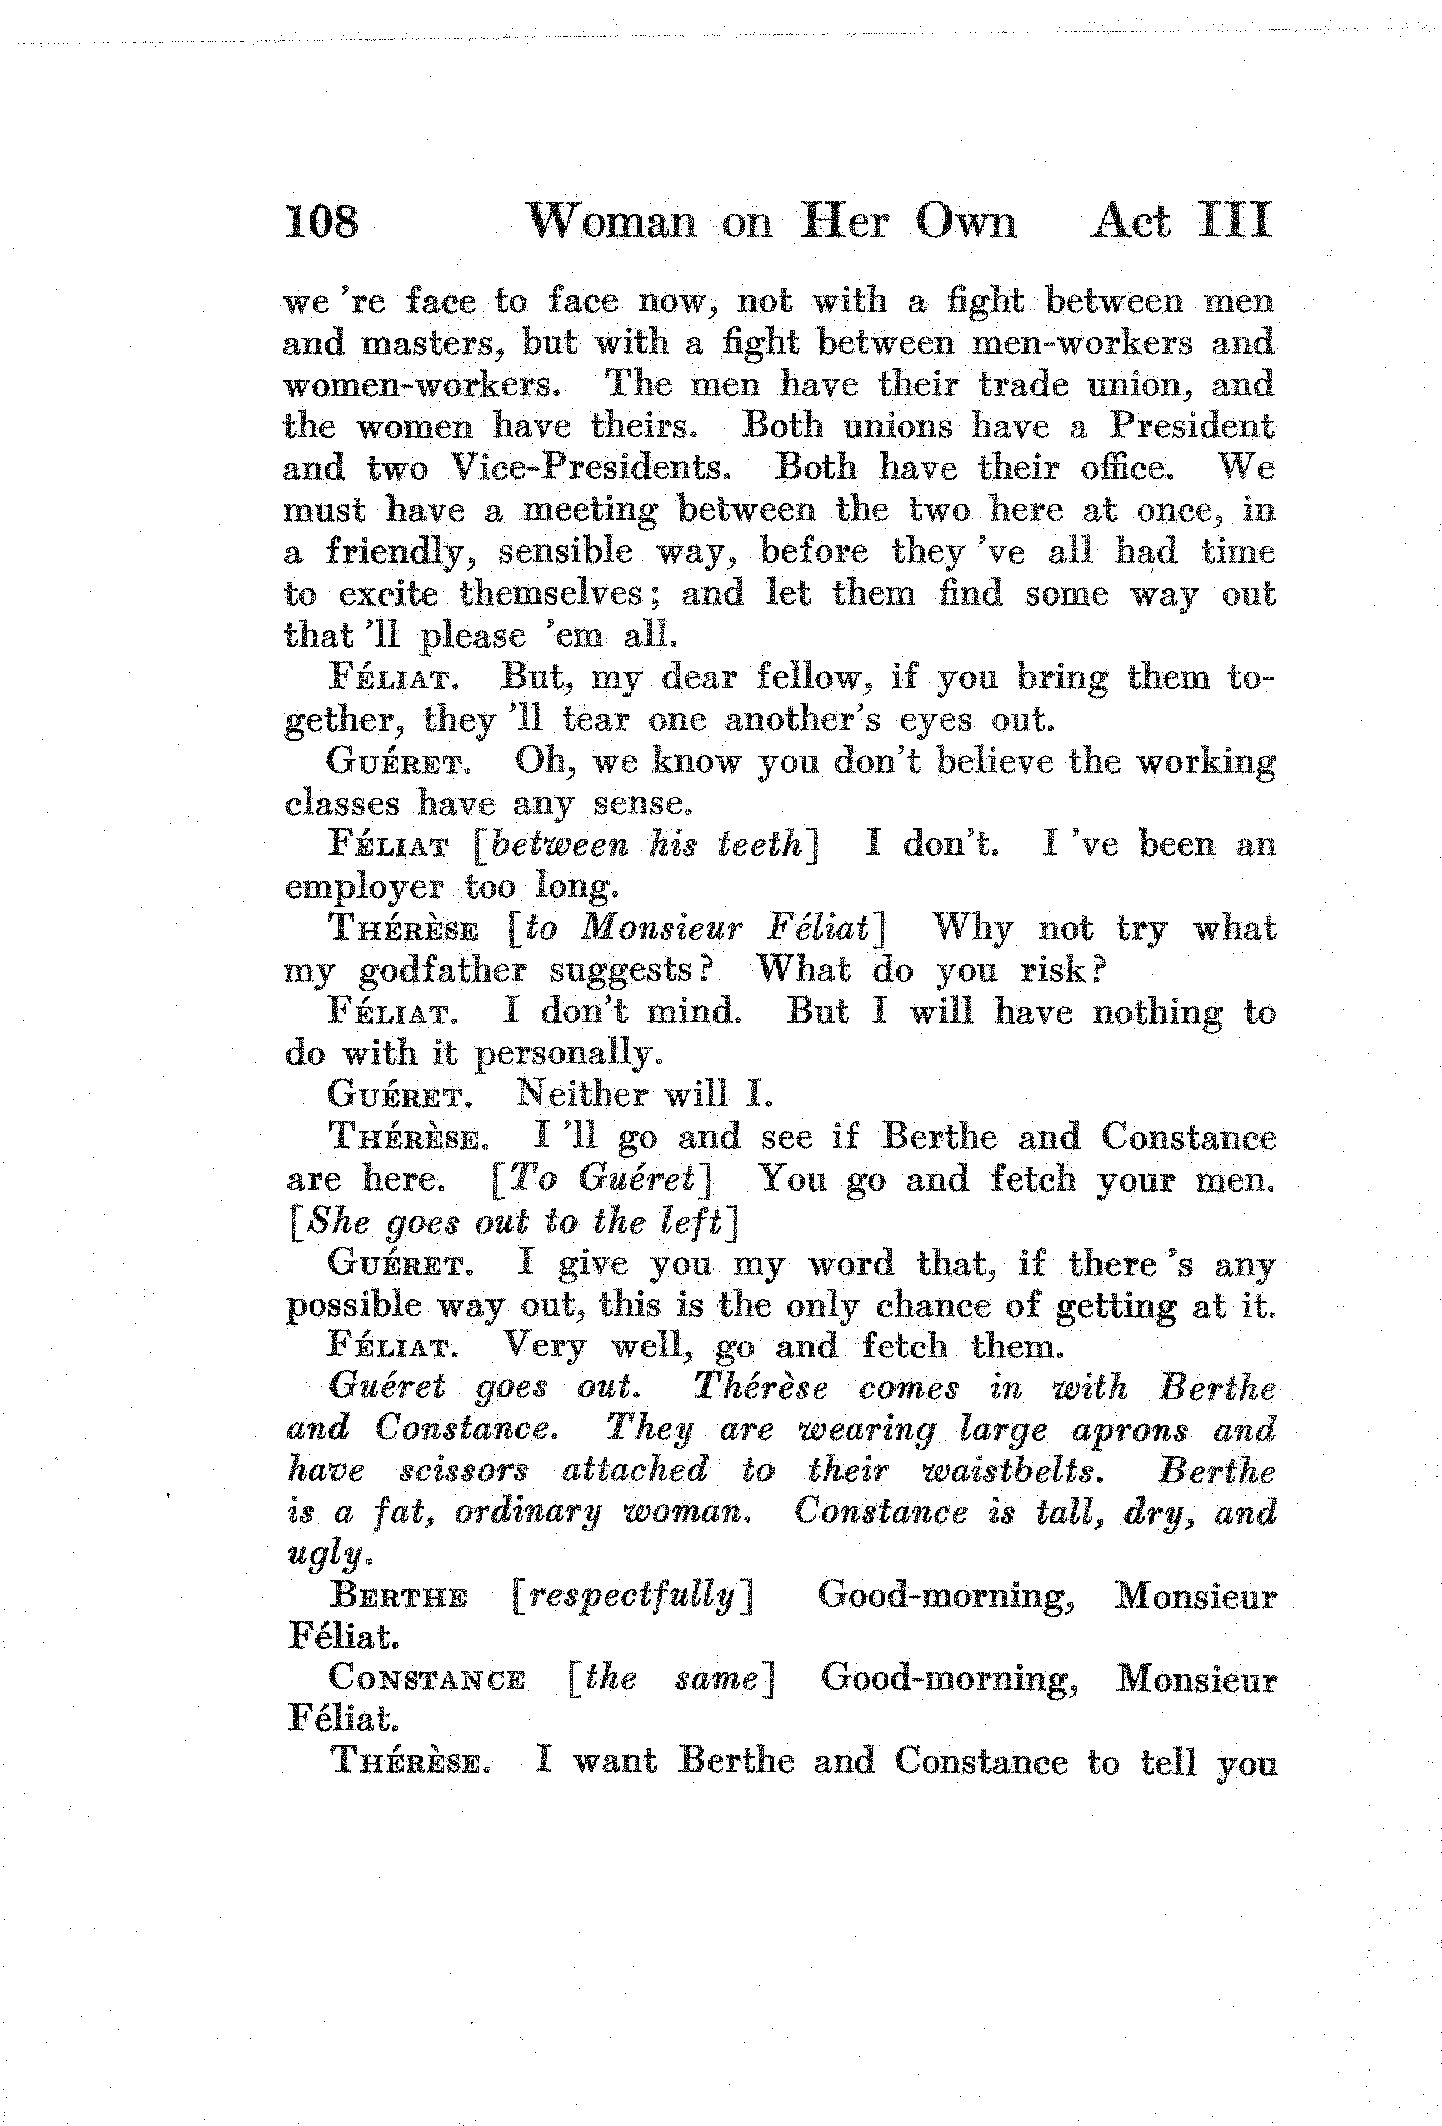 108 Woman on Her Own Act III
we 're face to face now, not with a fight between men
and masters, but with a fight between men-workers and
women-workers. The men have their trade union, and
the women have theirs. Both unions have a President
and two Vice-Presidents. Both have their office. We
must have a meeting between the two here at once, in
a friendly, sensible way, before they 've all had time
to excite themselves; and let them find some way out
that 'll please 'em all.
FÉLIAT. But, my dear fellow, if you bring them to-
gether, they 'll tear one another's eyes out.
GUÉRET. Oh, we know you don't believe the working
classes have any sense.
FÉLIAT [between his teeth] I don't. I 've been an
employer too long.
THÉRÈSE [to Monsieur Féliat] Why not try what
my godfather suggests? What do you risk?
FÉLIAT. I don't mind. But I will have nothing to
do with it personally.
GUÉRET. Neither will I.
THÉRÈSE. I 'll go and see if Berthe and Constance
are here. [To Guéret] You go and fetch your men.
[She goes out to the left]
GUÉRET. I give you my word that, if there 's any
possible way out, this is the only chance of getting at it.
FÉLIAT. Very well, go and fetch them.
Guéret goes out. Thérèse comes in with Berthe
and Constance. They are wearing large aprons and
have scissors attached to their waistbelts. Berthe
is a fat, ordinary woman. Constance is tall, dry, and
ugly.
BERTHE [respectfully] Good-morning, Monsieur
Féliat.
CONSTANCE [the same] Good-morning, Monsieur
Féliat.
THÉRÈSE. I want Berthe and Constance to tell you